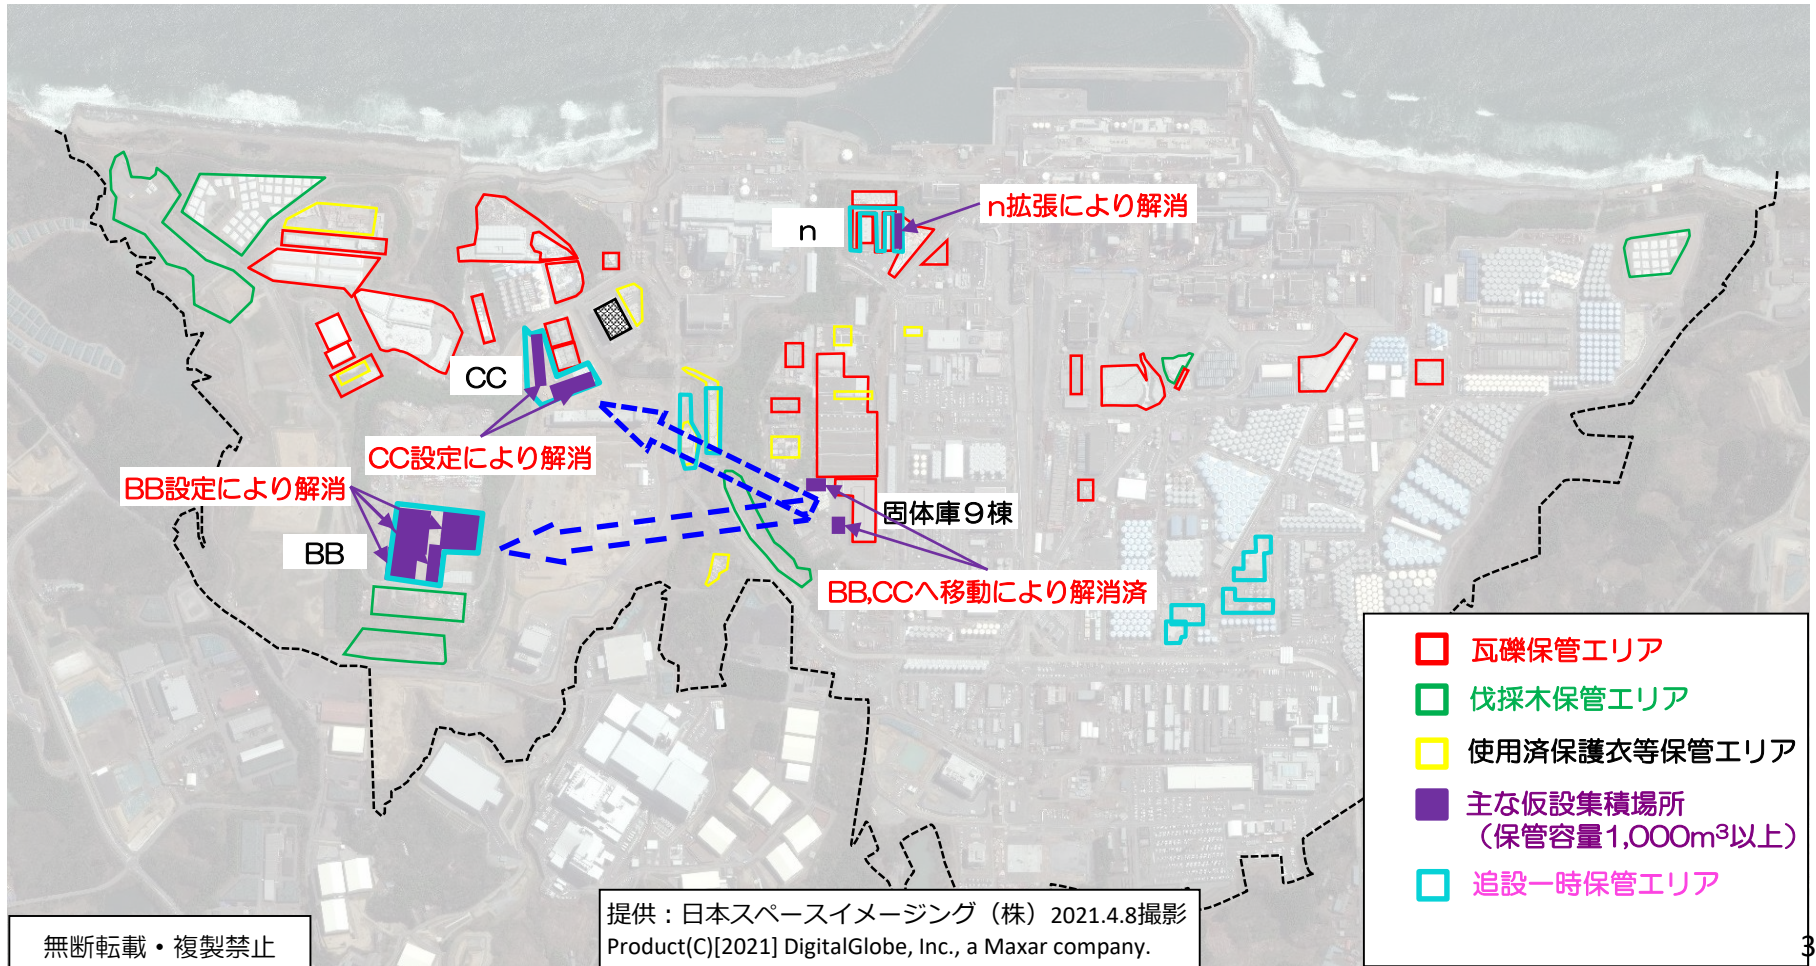 n拡張により解消
n
CC
CC設定により解消
BB設定により解消
BB
固体庫9棟
BB,CCへ移動により解消済
瓦礫保管エリア
伐採木保管エリア
使用済保護衣等保管エリア
主な仮設集積場所
（保管容量1,000m³以上）
追設一時保管エリア
提供：日本スペースイメージング（株）2021.4.8撮影
Product(C)[2021] DigitalGlobe, Inc., a Maxar company.
無断転載・複製禁止
3